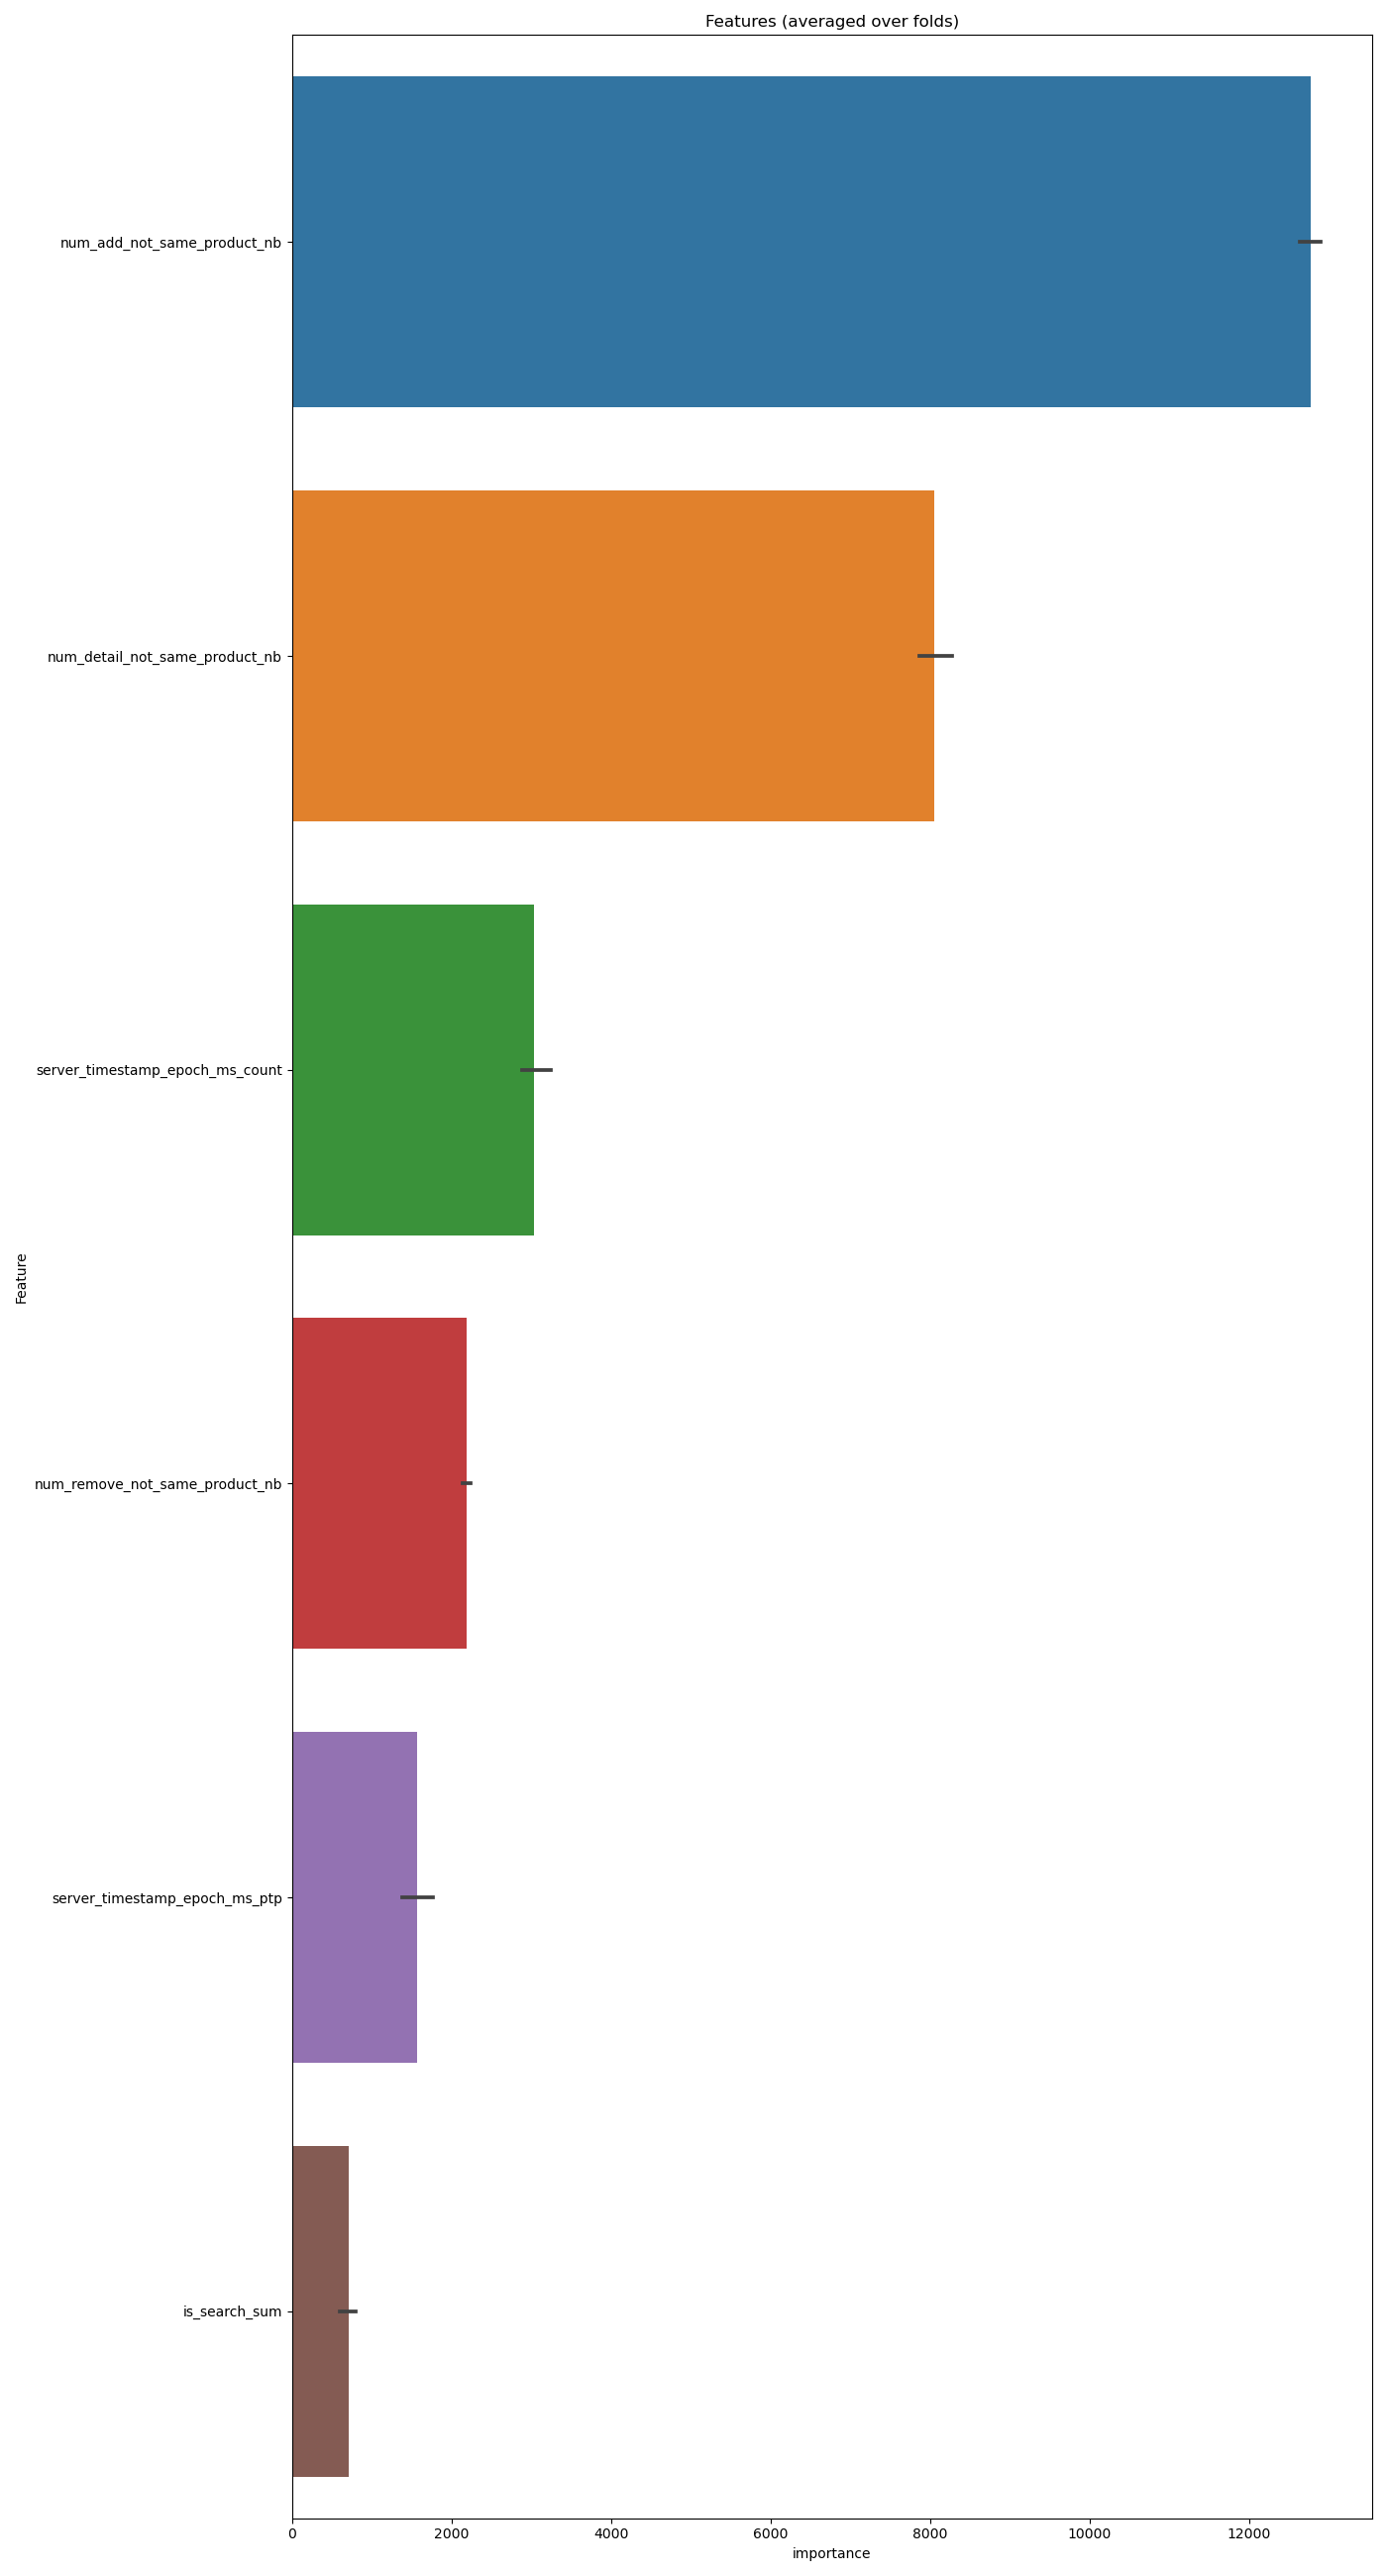 Features (averaged over folds)
num_add_not_same_product_nb
num_detail_not_same_product_nb
server_timestamp_epoch_ms_count
Feature
num_remove_not_same_product_nb
server_timestamp_epoch_ms_ptp
is_search_sum
0 2000 4000 6000 8000 10000 12000
importance